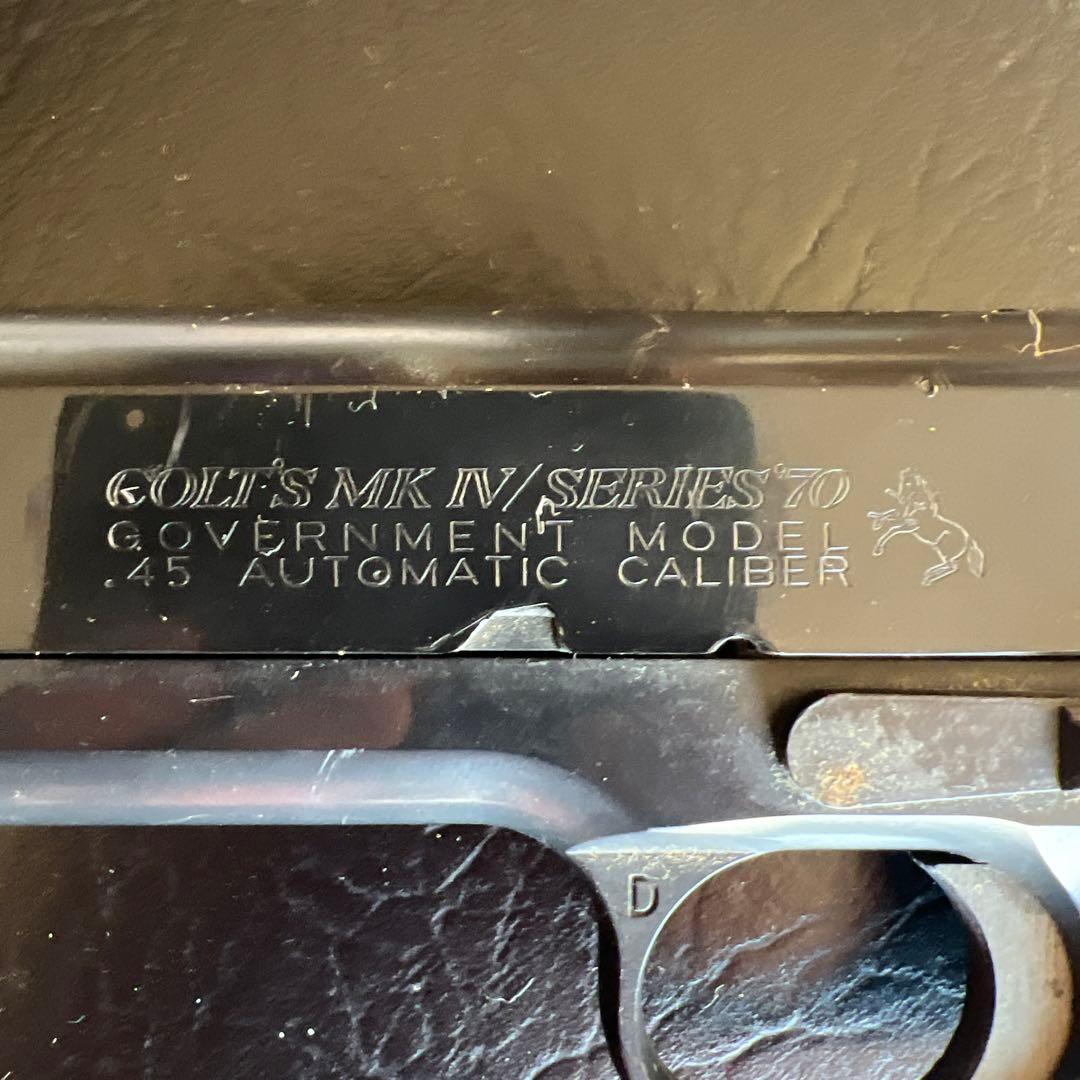 COLT'S MK IV/SERIES'70
GOVERNMENT MODEL
.45 AUTOMATIC CALIBER
D